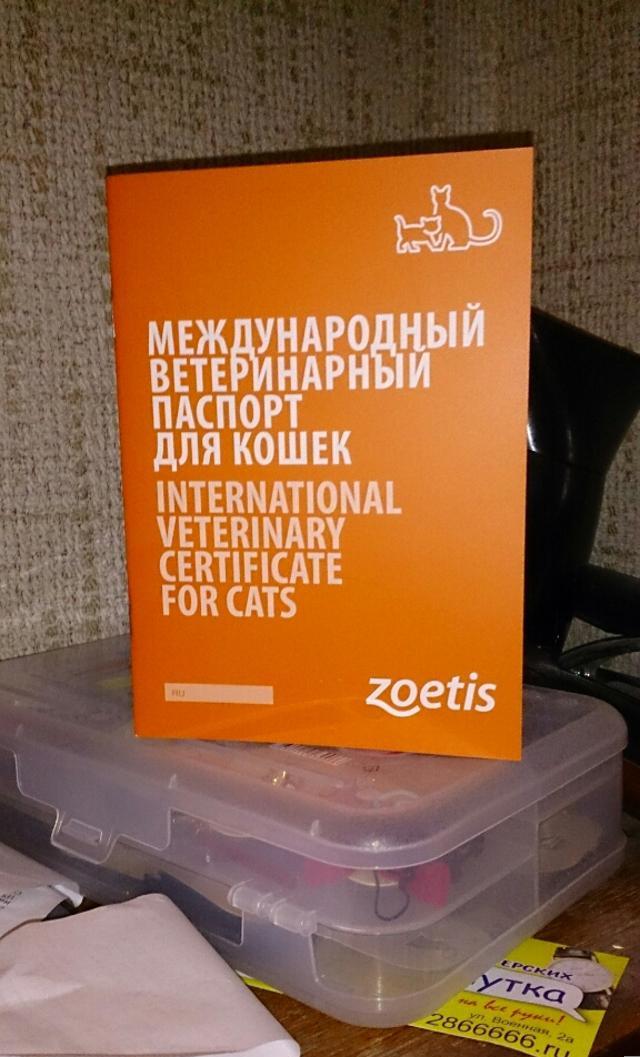 МЕЖДУНАРОДНЫЙ
ВЕТЕРИНАРНЫЙ
ПАСПОРТ
ДЛЯ КОШЕК
INTERNATIONAL
VETERINARY
CERTIFICATE
FOR CATS
RU
zoetis
ЕРСКИХ
утка
на все руки!
ул. Военная, 2а
2866666.ru